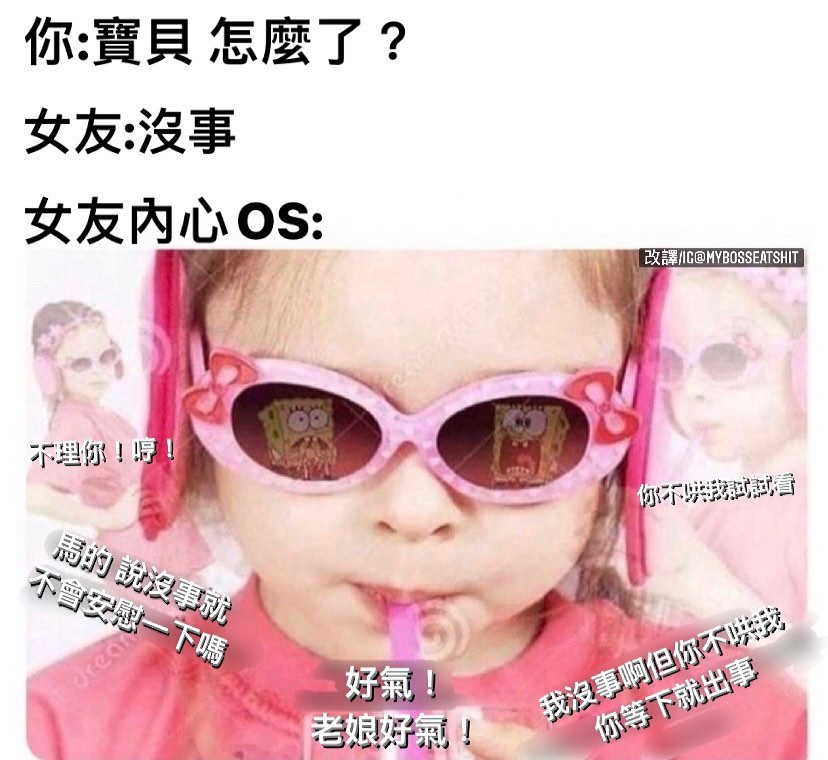 你:寶貝 怎麼了？
女友:沒事
女友內心OS:
改譯/IG@MYBOSSEATSHIT
不理你！哼！
你不哄我試試看
馬的 說沒事就
不會安慰一下嗎
好氣！
老娘好氣！
我沒事啊但你不哄我
你等下就出事